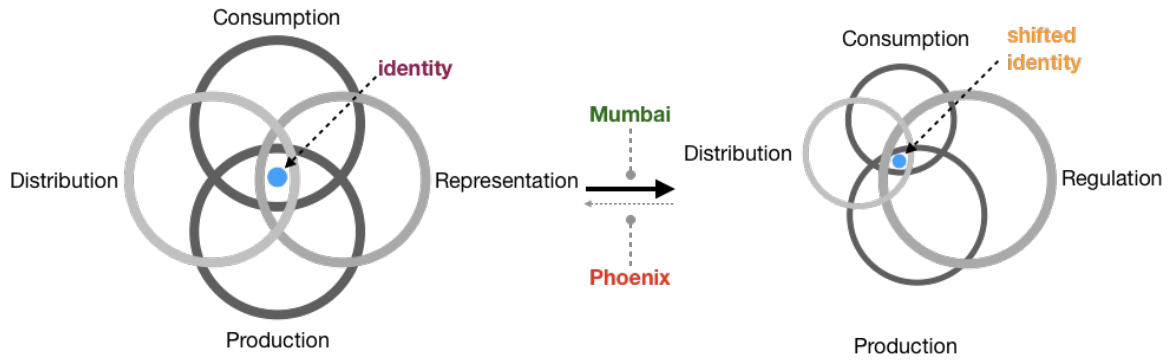 Consumption
identity
Distribution
Representation
Production
Mumbai
Phoenix
Consumption
shifted
identity
Distribution
Regulation
Production